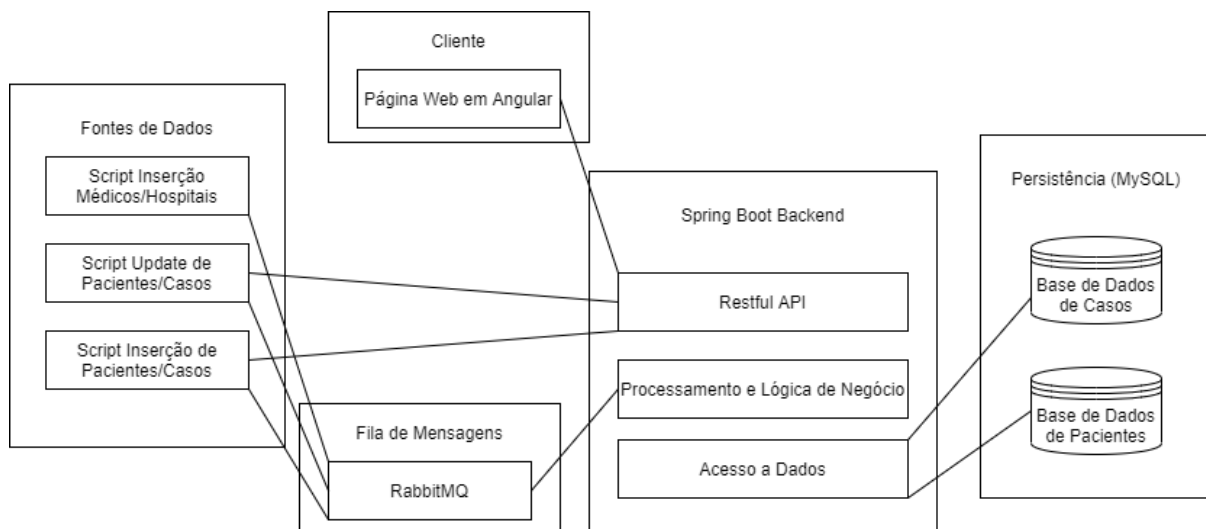 Cliente
Página Web em Angular
Fontes de Dados
Script Inserção
Médicos/Hospitais
Script Update de
Pacientes/Casos
Script Inserção de
Pacientes/Casos
Fila de Mensagens
RabbitMQ
Spring Boot Backend
Restful API
Processamento e Lógica de Negócio
Acesso a Dados
Persistência (MySQL)
Base de Dados
de Casos
Base de Dados
de Pacientes